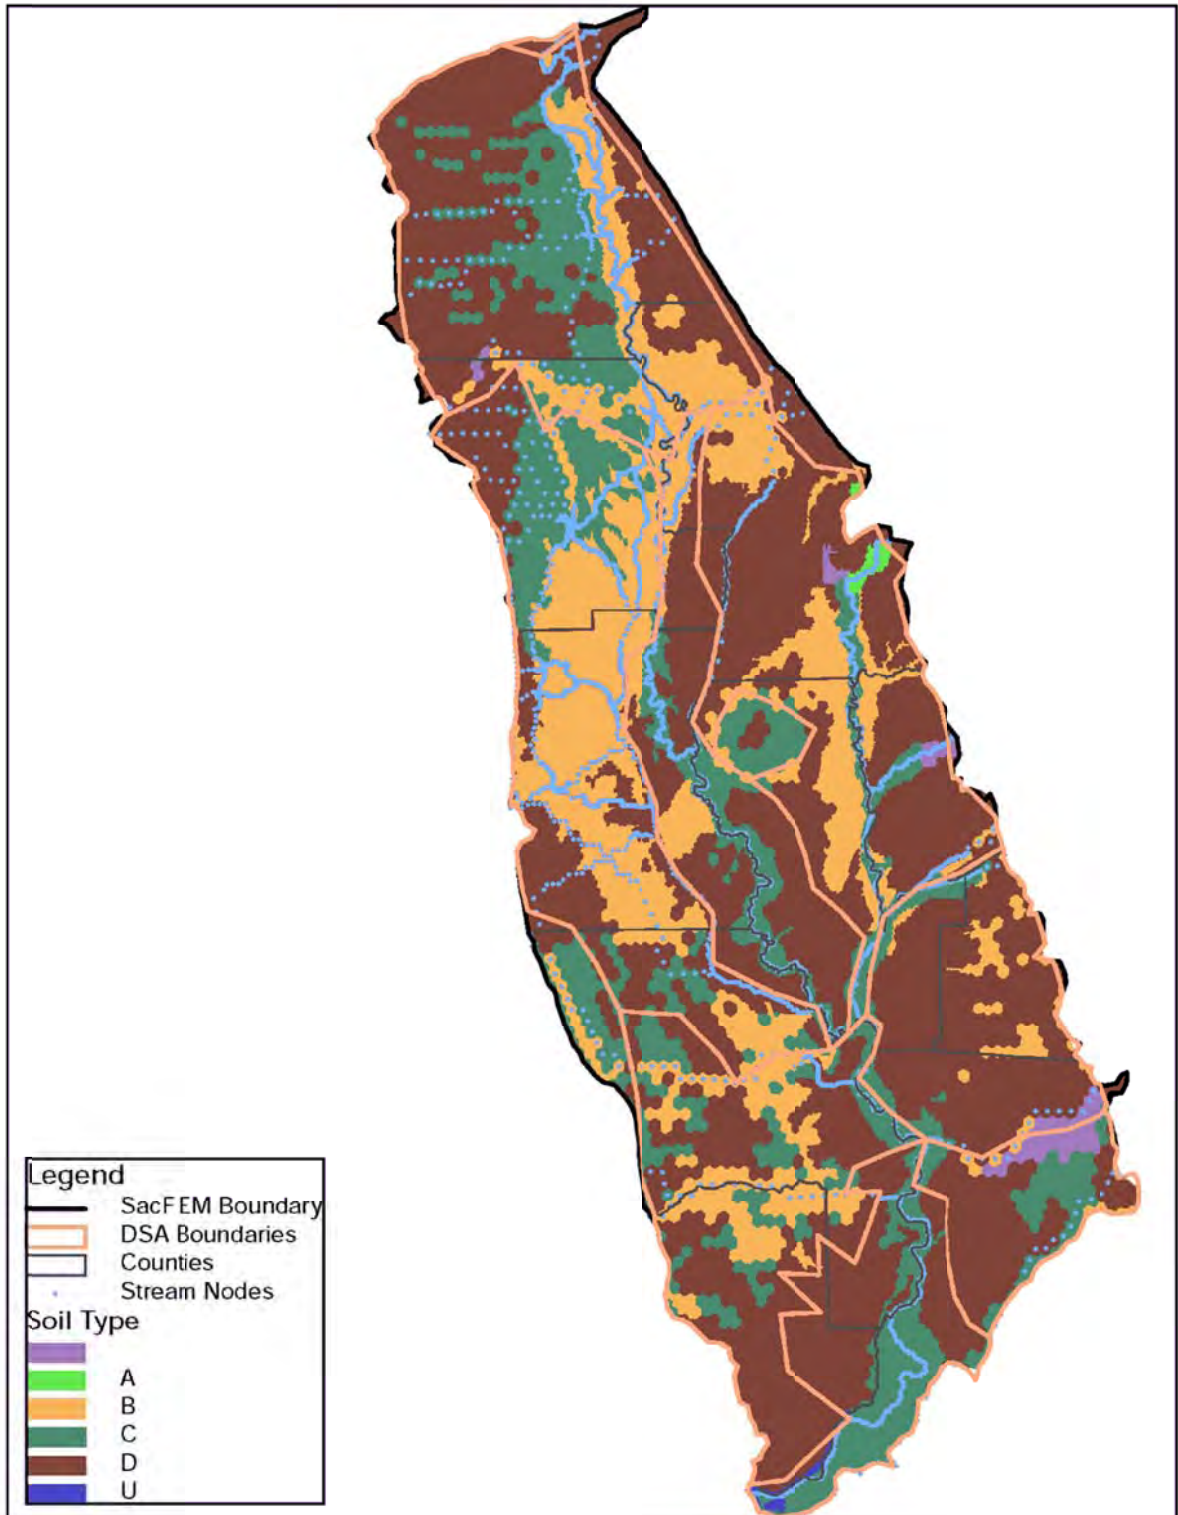 Legend
SacFEM Boundary
DSA Boundaries
Counties
Stream Nodes
Soil Type
A
B
C
D
U